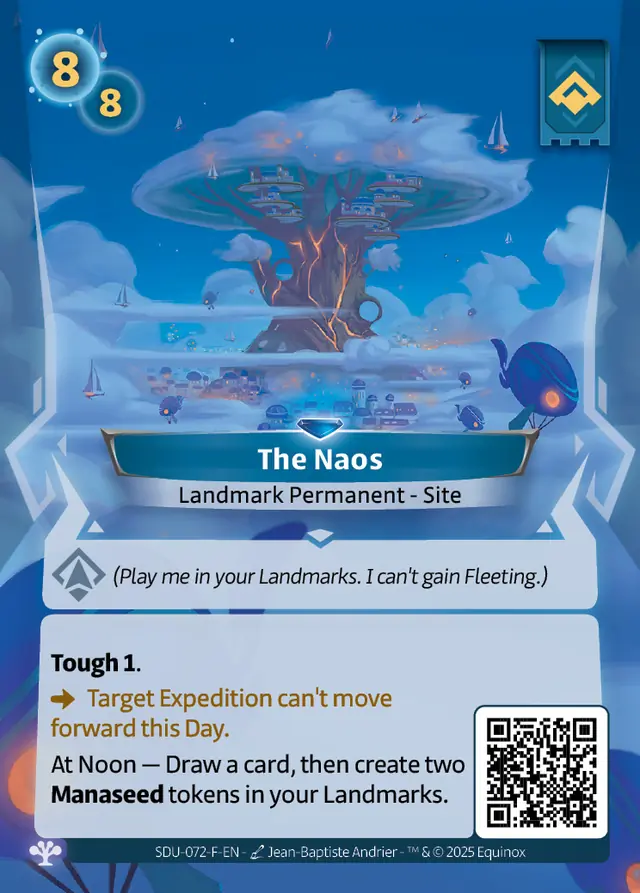 8
8
The Naos
Landmark Permanent - Site
(Play me in your Landmarks. I can't gain Fleeting.)
Tough 1.
Target Expedition can't move
forward this Day.
At Noon — Draw a card, then create two
Manaseed tokens in your Landmarks.
SDU-072-F-EN - Jean-Baptiste Andrier - ™ & © 2025 Equinox